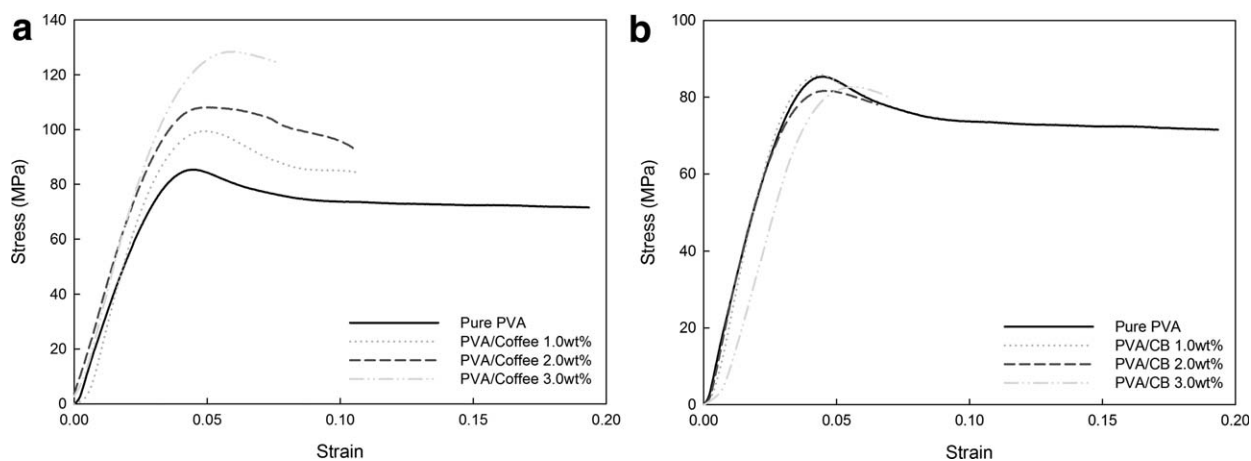 a
140
120
100
80
60
40
20
0
Stress (MPa)
Pure PVA
PVA/Coffee 1.0wt%
PVA/Coffee 2.0wt%
PVA/Coffee 3.0wt%
0.00 0.05 0.10 0.15 0.20
Strain
b
100
80
60
40
20
0
Stress (MPa)
Pure PVA
PVA/CB 1.0wt%
PVA/CB 2.0wt%
PVA/CB 3.0wt%
0.00 0.05 0.10 0.15 0.20
Strain